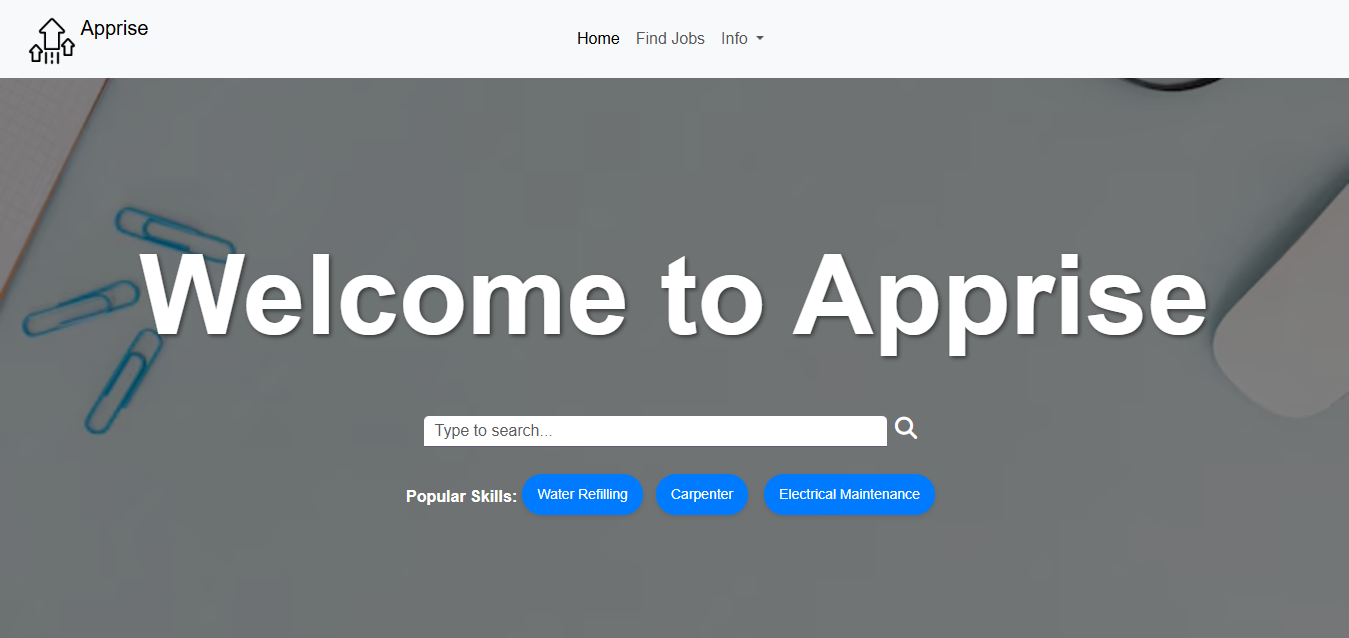 Apprise
Home Find Jobs Info
Welcome to Apprise
Type to search...
Popular Skills: Water Refilling Carpenter Electrical Maintenance